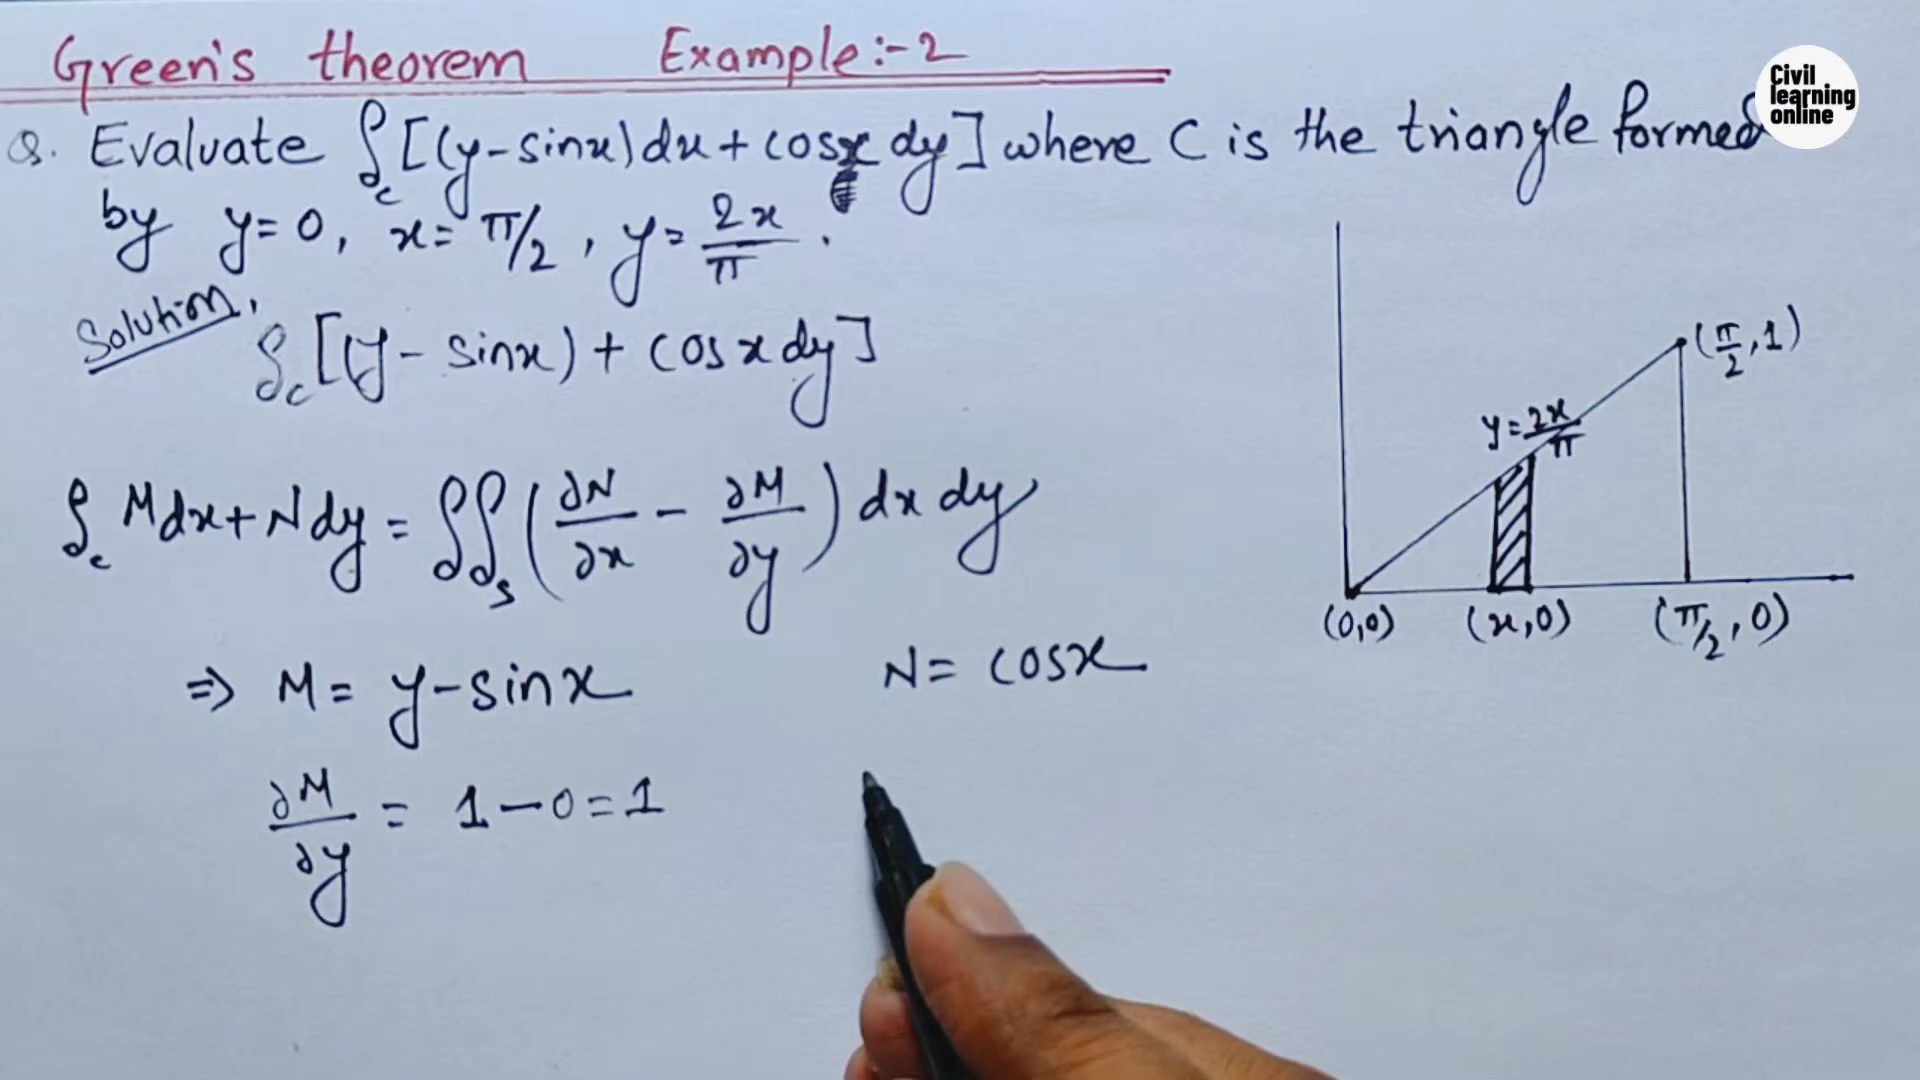 Green's theorem Example:-2
Q. Evaluate ∮c [(y-sinx)dx + cosx dy] where C is the triangle formed
by y=0, x=π/2, y=2x/π.
Solution,
∮c [(y - sinx) + cosx dy]
∮c Mdx+Ndy = ∬s (∂N/∂x - ∂M/∂y) dx dy
⇒ M = y-sinx N = cosx
∂M/∂y = 1-0=1
(π/2, 1)
y=2x/π
(0,0) (x,0) (π/2, 0)
Civil
learning
online